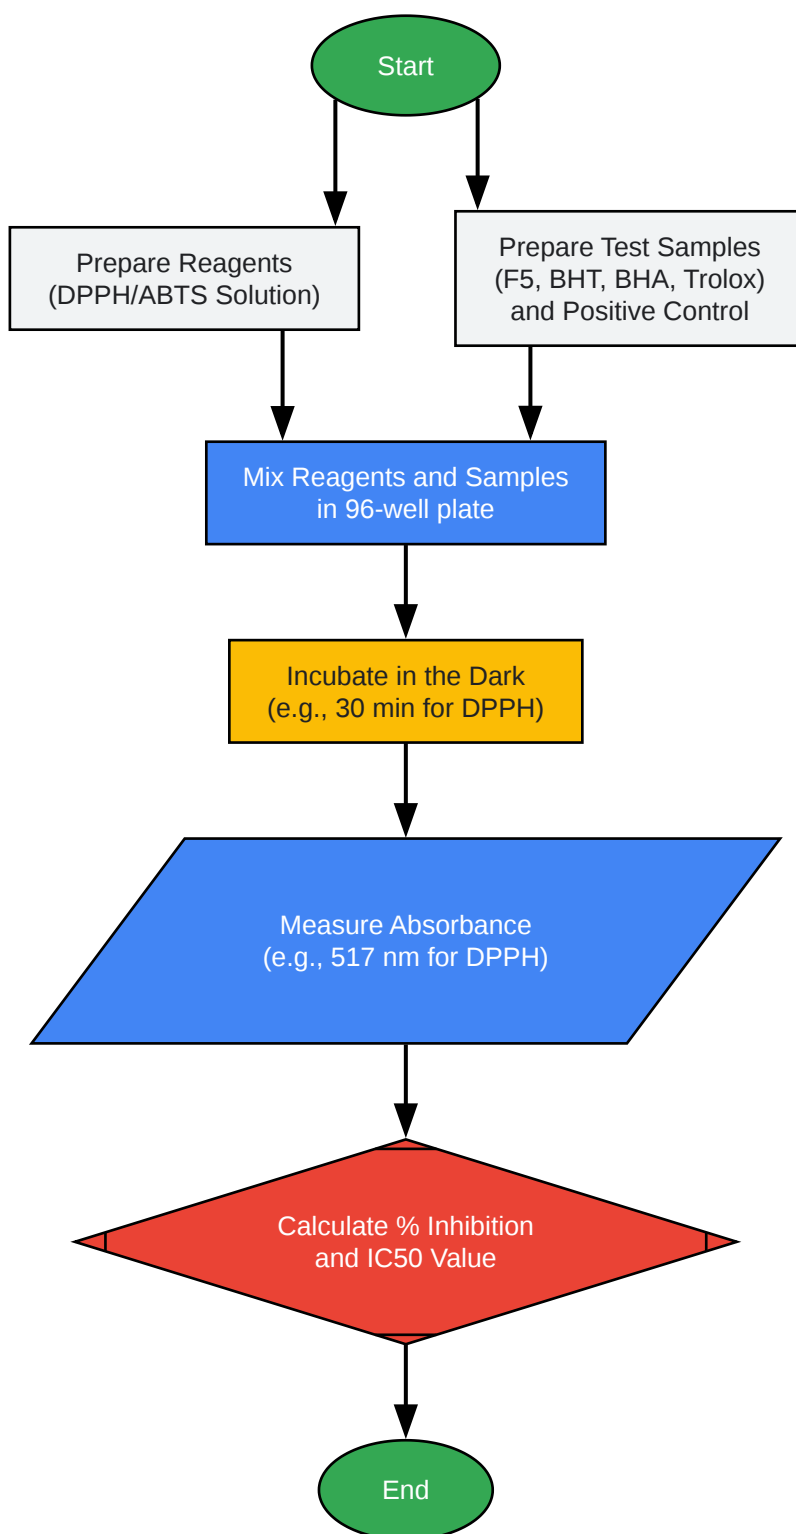 Start
Prepare Reagents
(DPPH/ABTS Solution)
Prepare Test Samples
(F5, BHT, BHA, Trolox)
and Positive Control
Mix Reagents and Samples
in 96-well plate
Incubate in the Dark
(e.g., 30 min for DPPH)
Measure Absorbance
(e.g., 517 nm for DPPH)
Calculate % Inhibition
and IC50 Value
End